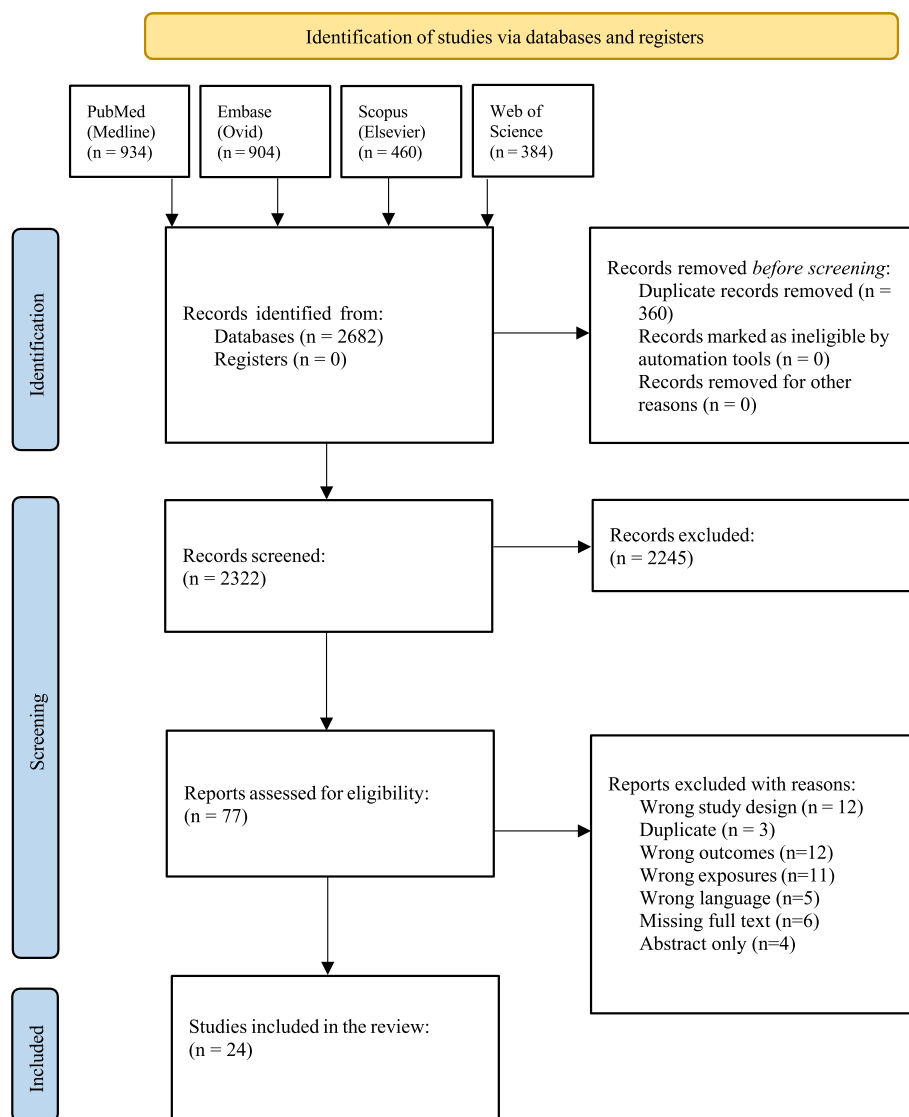 Identification of studies via databases and registers
PubMed
(Medline)
(n = 934)
Embase
(Ovid)
(n = 904)
Scopus
(Elsevier)
(n = 460)
Web of
Science
(n = 384)
Identification
Records identified from:
Databases (n = 2682)
Registers (n = 0)
Records removed before screening:
Duplicate records removed (n =
360)
Records marked as ineligible by
automation tools (n = 0)
Records removed for other
reasons (n = 0)
Screening
Records screened:
(n = 2322)
Records excluded:
(n = 2245)
Reports assessed for eligibility:
(n = 77)
Reports excluded with reasons:
Wrong study design (n = 12)
Duplicate (n = 3)
Wrong outcomes (n=12)
Wrong exposures (n=11)
Wrong language (n=5)
Missing full text (n=6)
Abstract only (n=4)
Included
Studies included in the review:
(n = 24)